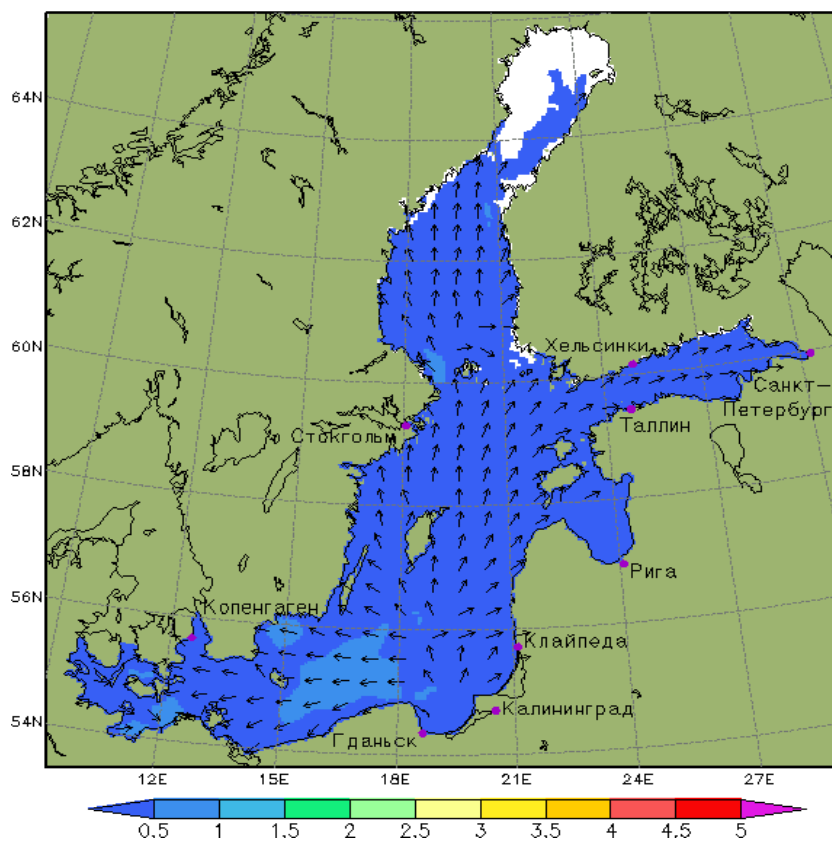 64N
62N
60N
58N
56N
54N
Хельсинки
Санкт—
Петербург
Таллин
Стокгольм
Рига
Копенгаген
Клайпеда
Калининград
Гданьск
12E 15E 18E 21E 24E 27E
0.5 1 1.5 2 2.5 3 3.5 4 4.5 5